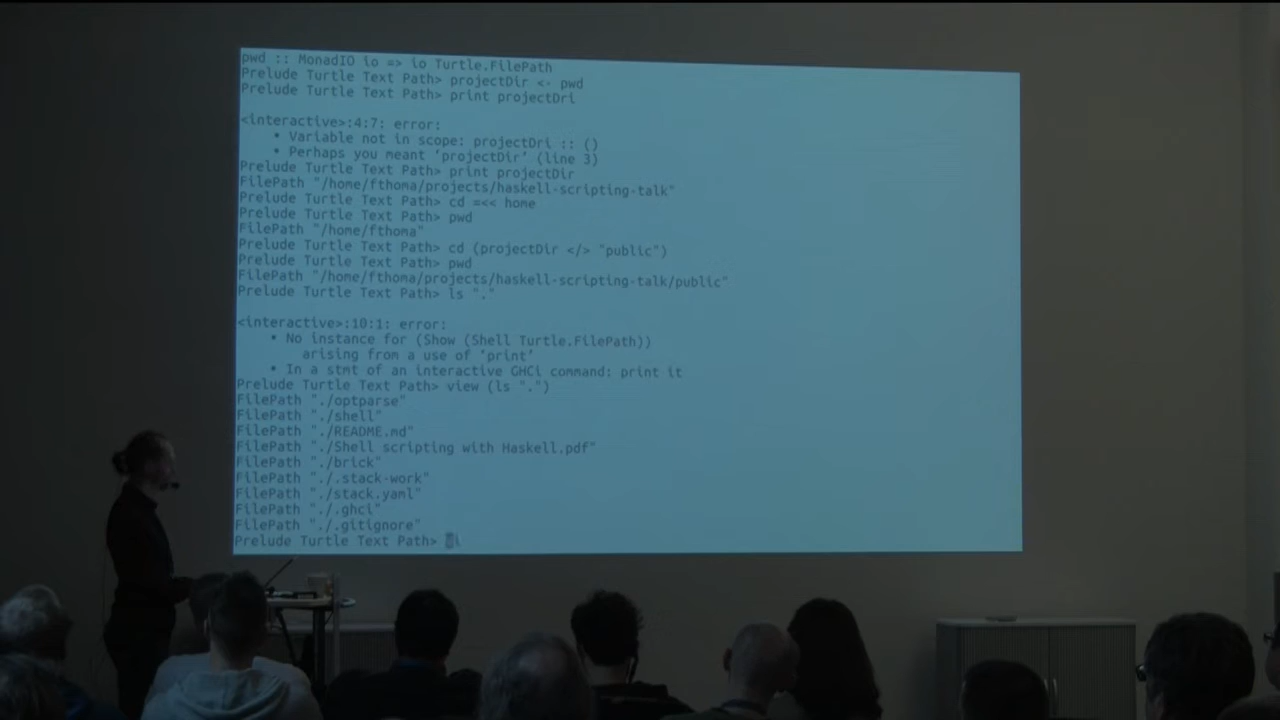 pwd :: MonadIO io => io Turtle.FilePath
Prelude Turtle Text Path> projectDir <- pwd
Prelude Turtle Text Path> print projectDri
<interactive>:4:7: error:
• Variable not in scope: projectDri :: ()
• Perhaps you meant ‘projectDir’ (line 3)
Prelude Turtle Text Path> print projectDir
FilePath "/home/fthoma/projects/haskell-scripting-talk"
Prelude Turtle Text Path> cd =<< home
Prelude Turtle Text Path> pwd
FilePath "/home/fthoma"
Prelude Turtle Text Path> cd (projectDir </> "public")
Prelude Turtle Text Path> pwd
FilePath "/home/fthoma/projects/haskell-scripting-talk/public"
Prelude Turtle Text Path> ls "."
<interactive>:10:1: error:
• No instance for (Show (Shell Turtle.FilePath))
arising from a use of ‘print’
• In a stmt of an interactive GHCi command: print it
Prelude Turtle Text Path> view (ls ".")
FilePath "./optparse"
FilePath "./shell"
FilePath "./README.md"
FilePath "./Shell scripting with Haskell.pdf"
FilePath "./brick"
FilePath "./.stack-work"
FilePath "./stack.yaml"
FilePath "./.ghci"
FilePath "./.gitignore"
Prelude Turtle Text Path>